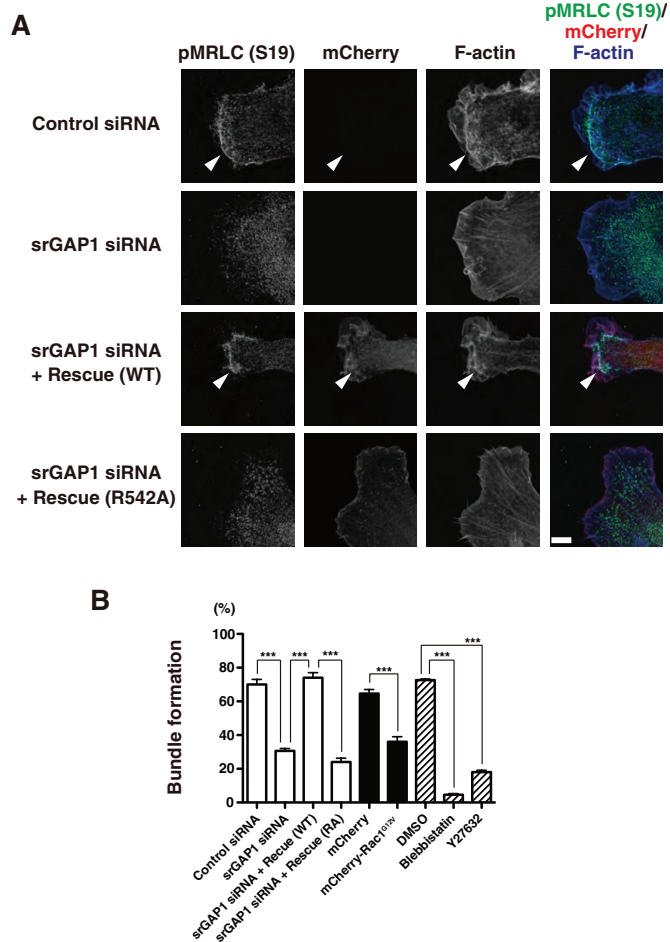 A
pMRLC (S19)
mCherry
F-actin
pMRLC (S19)/
mCherry/
F-actin
Control siRNA
srGAP1 siRNA
srGAP1 siRNA
+ Rescue (WT)
srGAP1 siRNA
+ Rescue (R542A)
B
(%)
Bundle formation
100
80
60
40
20
0
***
***
***
***
***
***
Control siRNA
srGAP1 siRNA
srGAP1 siRNA + Recue (WT)
srGAP1 siRNA + Rescue (RA)
mCherry
mCherry-Rac1G12V
DMSO
Blebbistatin
Y27632